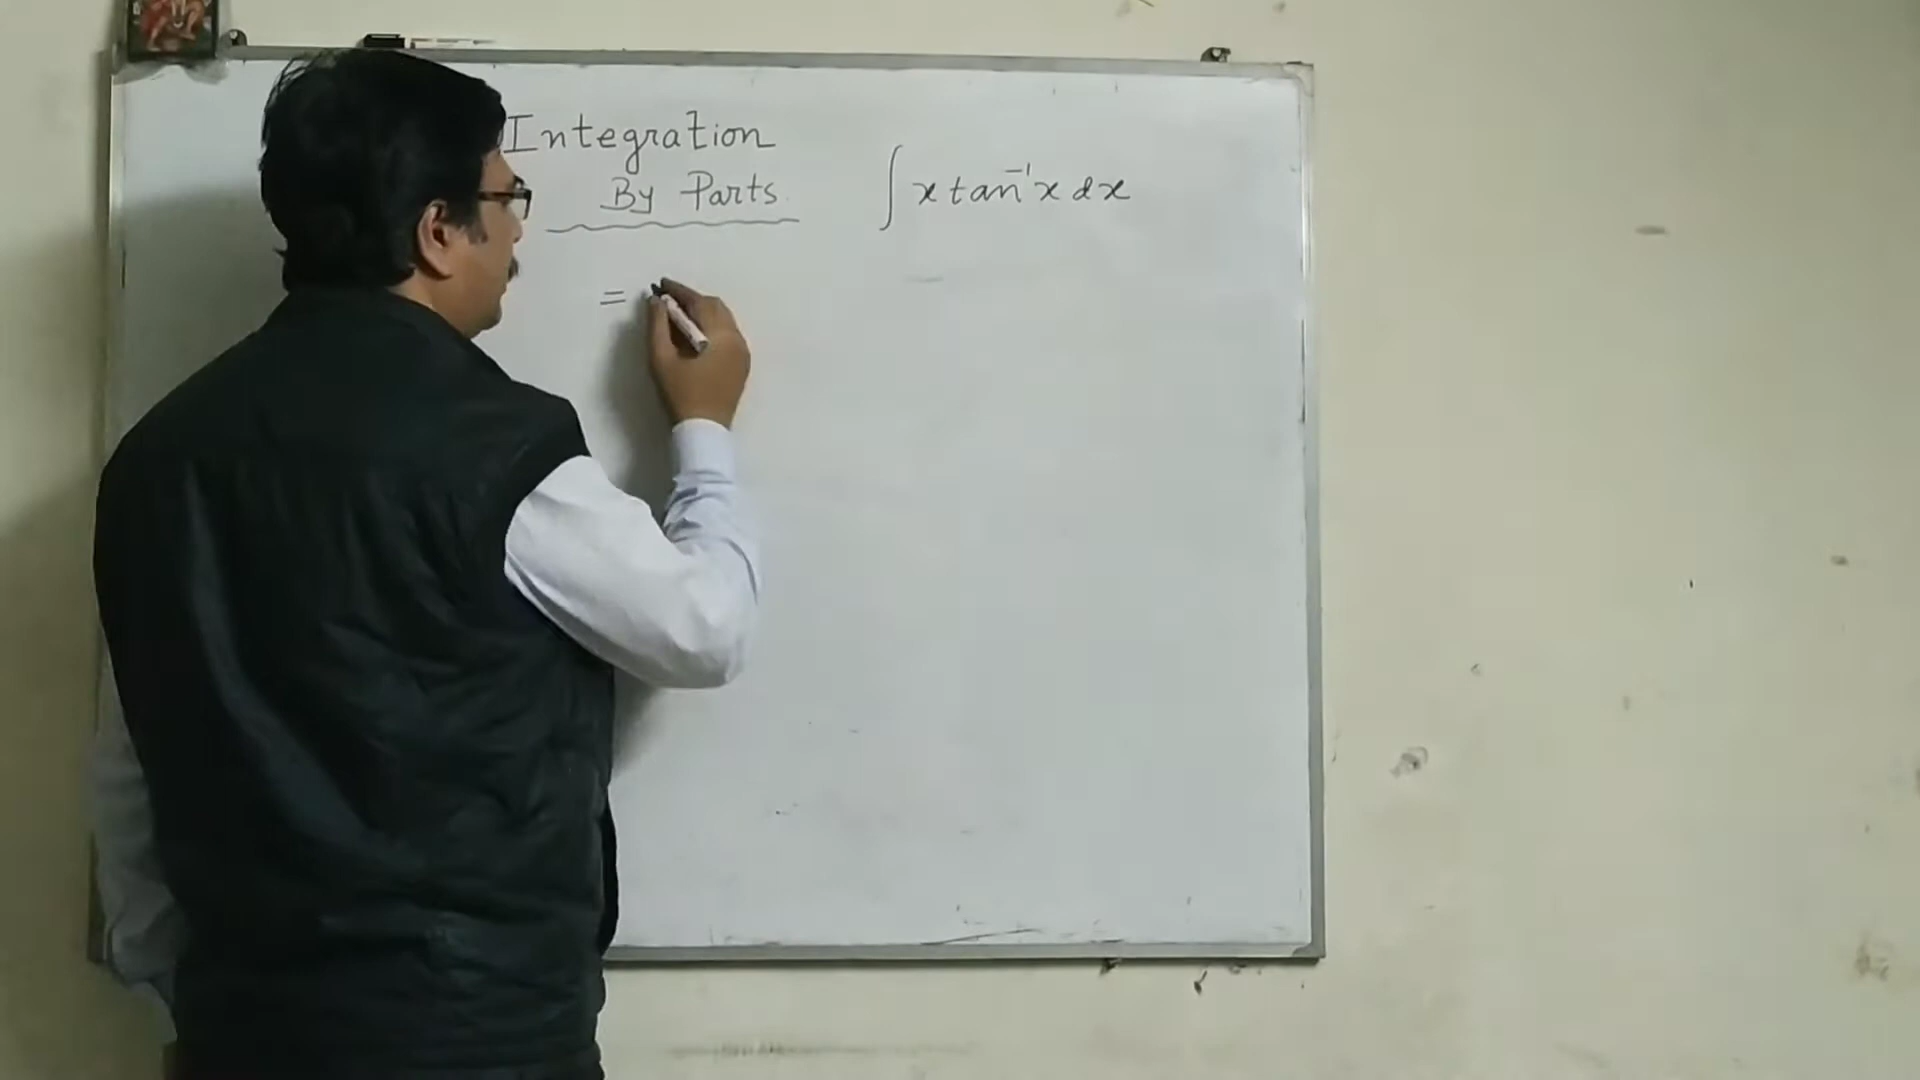 Integration
By Parts
∫ x tan⁻¹x dx
=